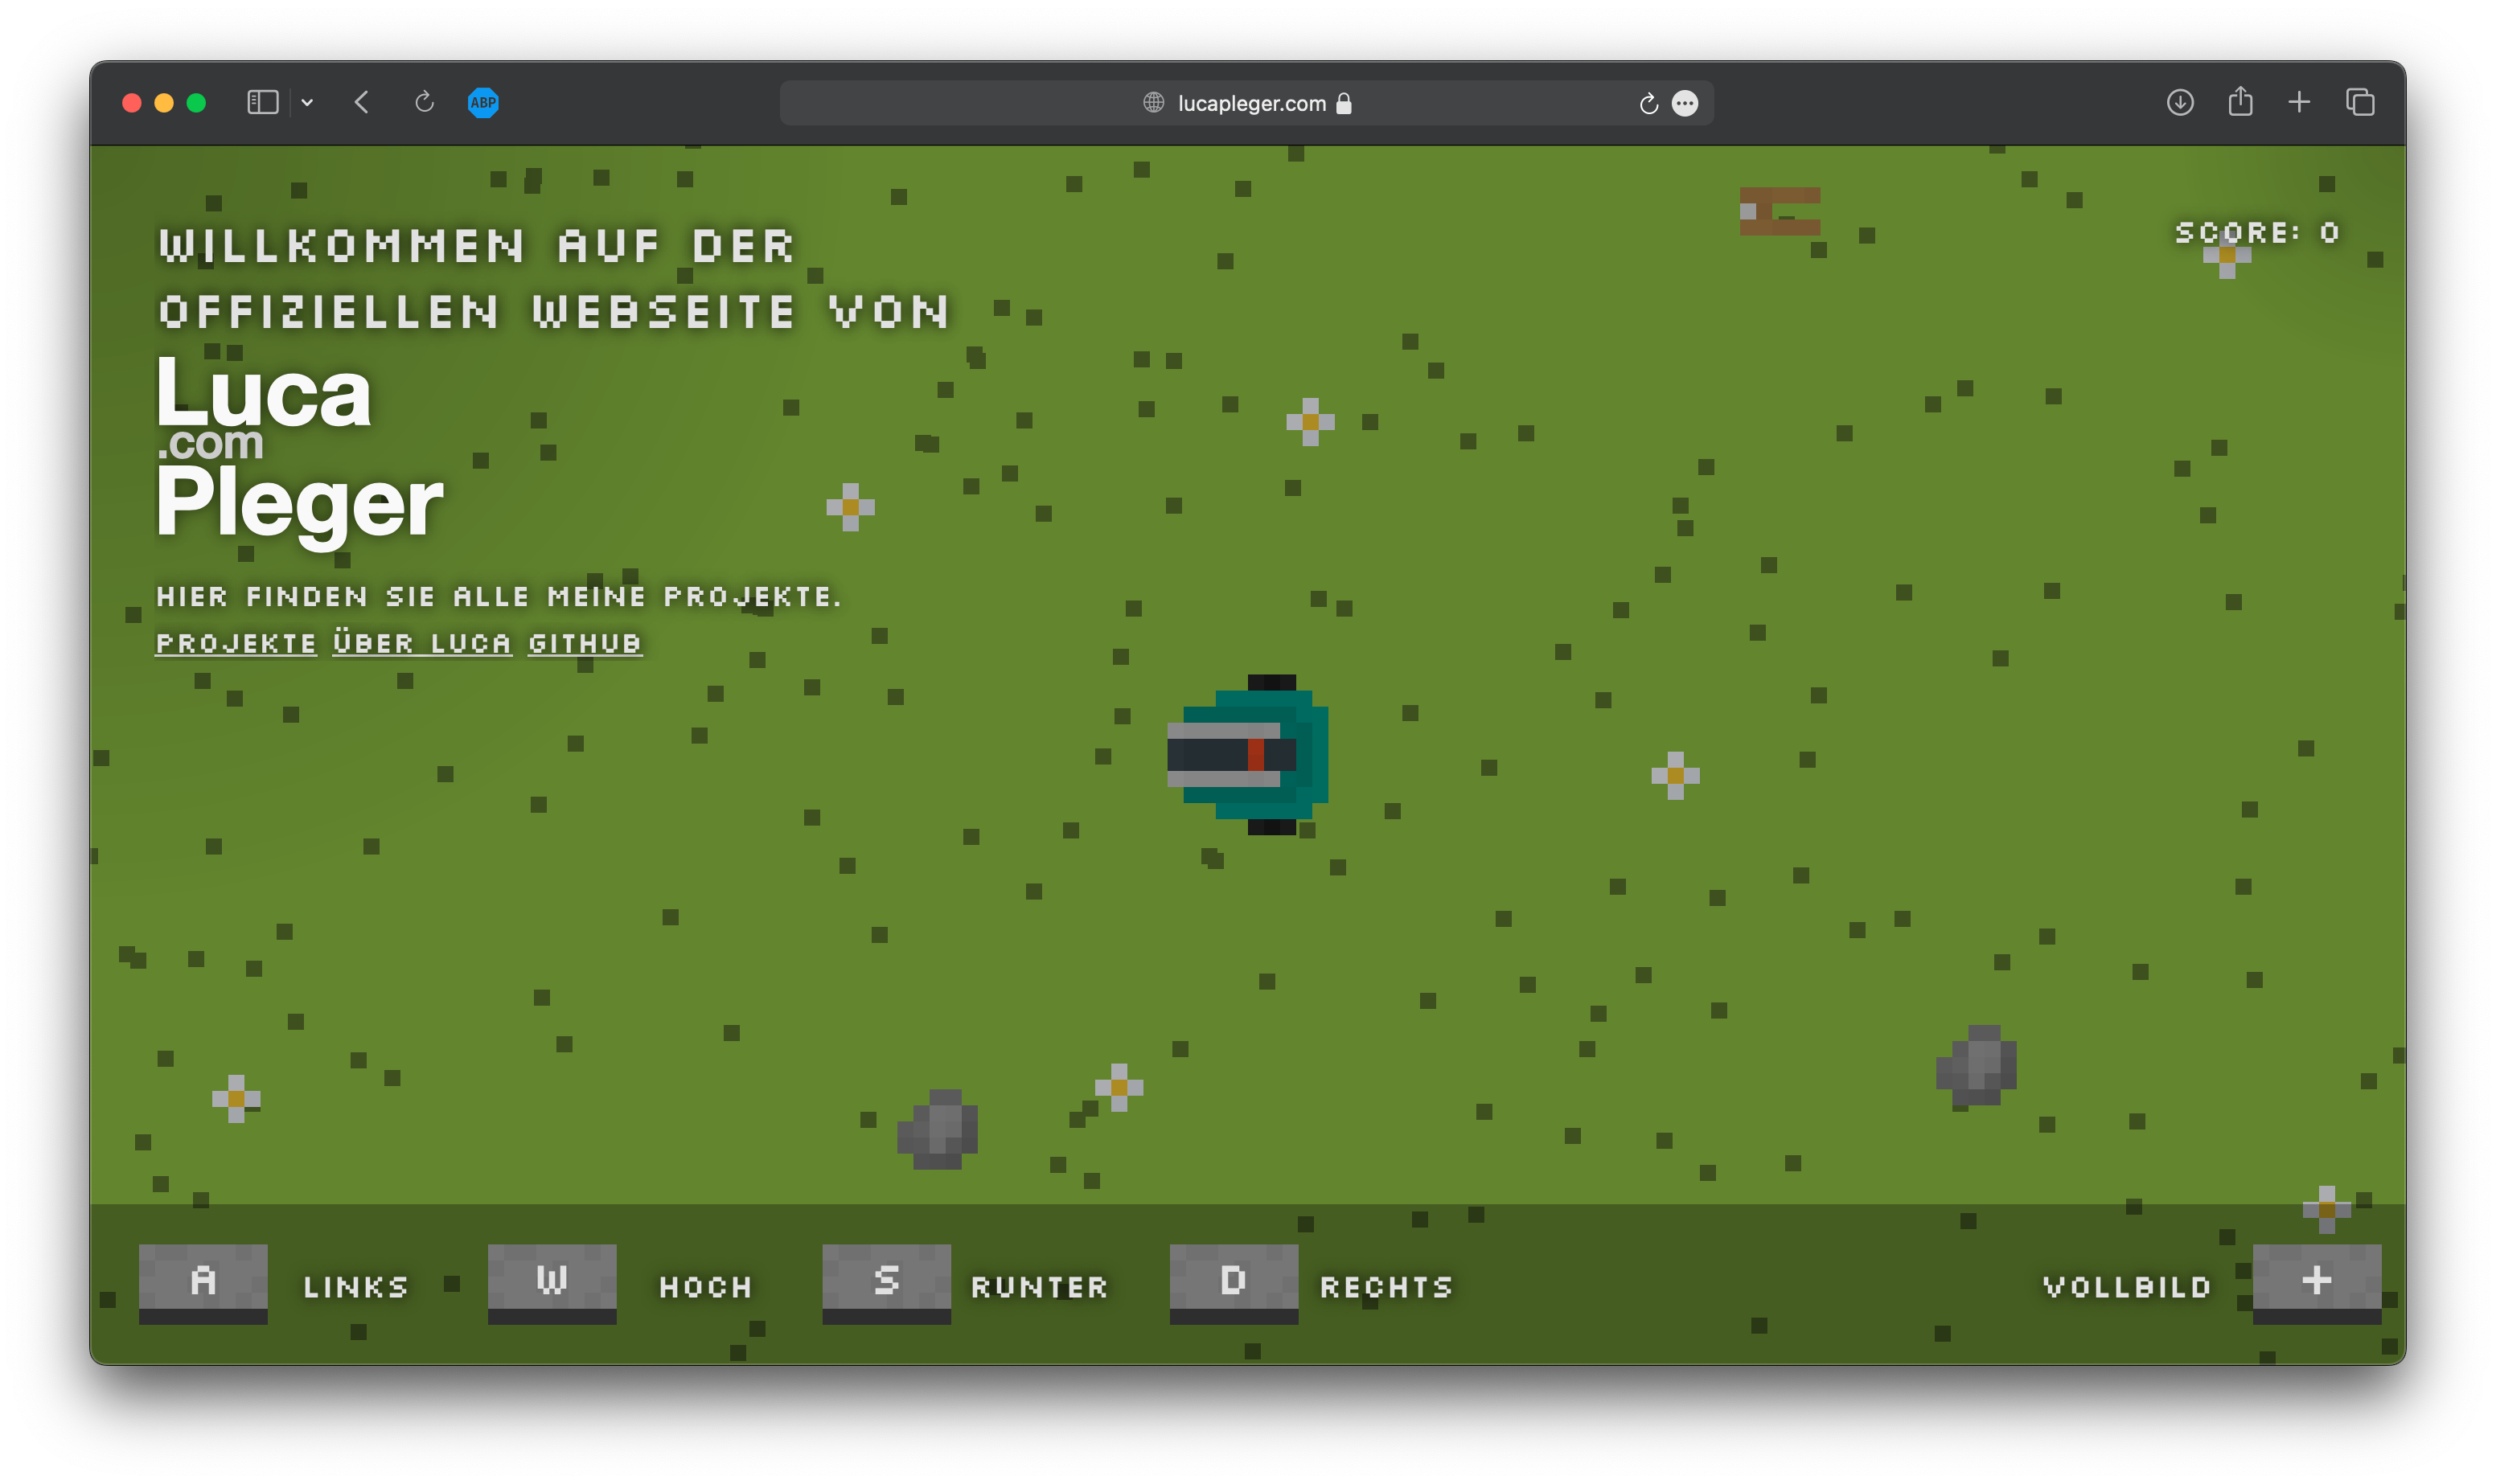 ABP
lucapleger.com
WILLKOMMEN AUF DER
OFFIZIELLEN WEBSEITE VON
SCORE: 0
Luca
.com
Pleger
HIER FINDEN SIE ALLE MEINE PROJEKTE.
PROJEKTE ÜBER LUCA GITHUB
A LINKS W HOCH S RUNTER D RECHTS VOLLBILD +